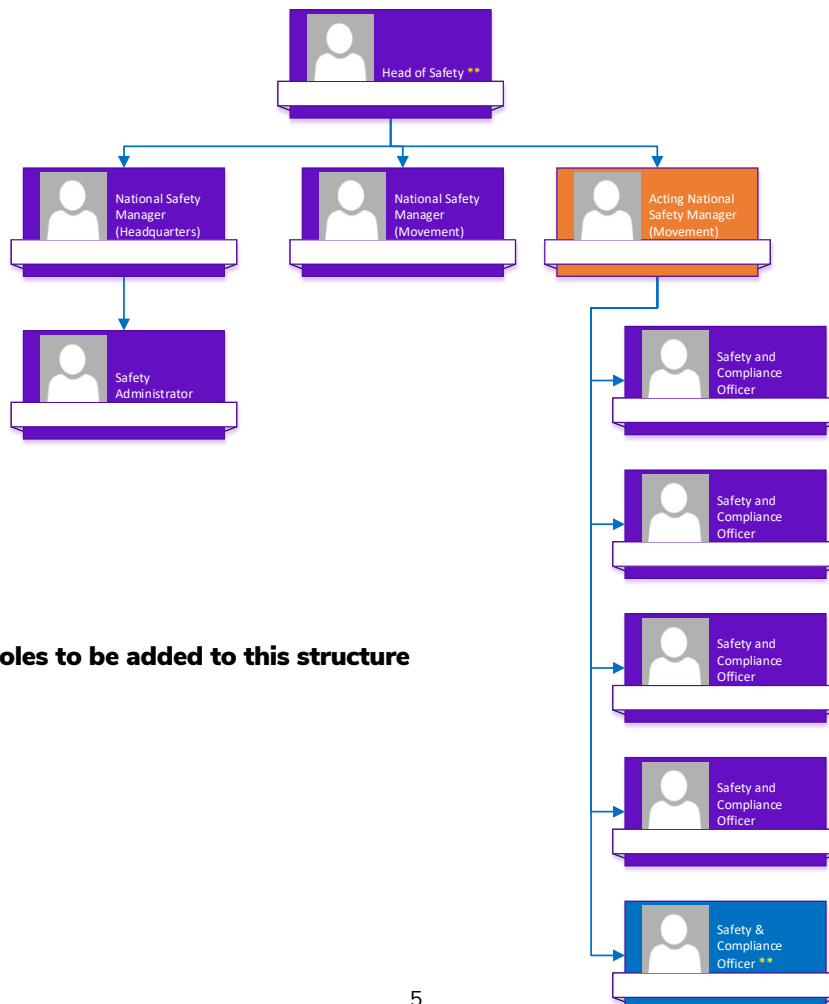 Head of Safety **
National Safety
Manager
(Headquarters)
National Safety
Manager
(Movement)
Acting National
Safety Manager
(Movement)
Safety
Administrator
Safety and
Compliance
Officer
Safety and
Compliance
Officer
oles to be added to this structure
Safety and
Compliance
Officer
Safety and
Compliance
Officer
Safety &
Compliance
Officer **
5